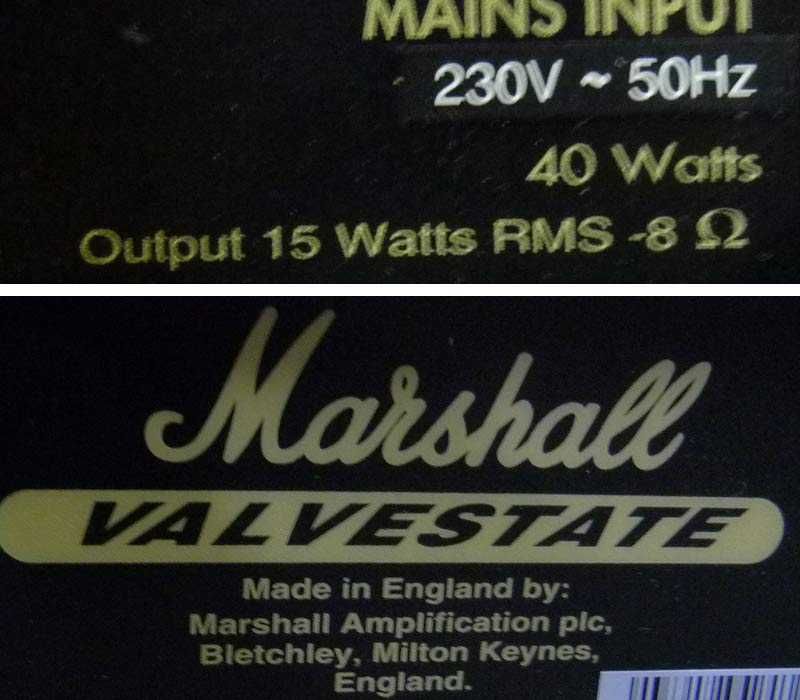 MAINS INPUT
230V ~ 50Hz
40 Watts
Output 15 Watts RMS -8 Ω
Marshall
VALVESTATE
Made in England by:
Marshall Amplification plc,
Bletchley, Milton Keynes,
England.